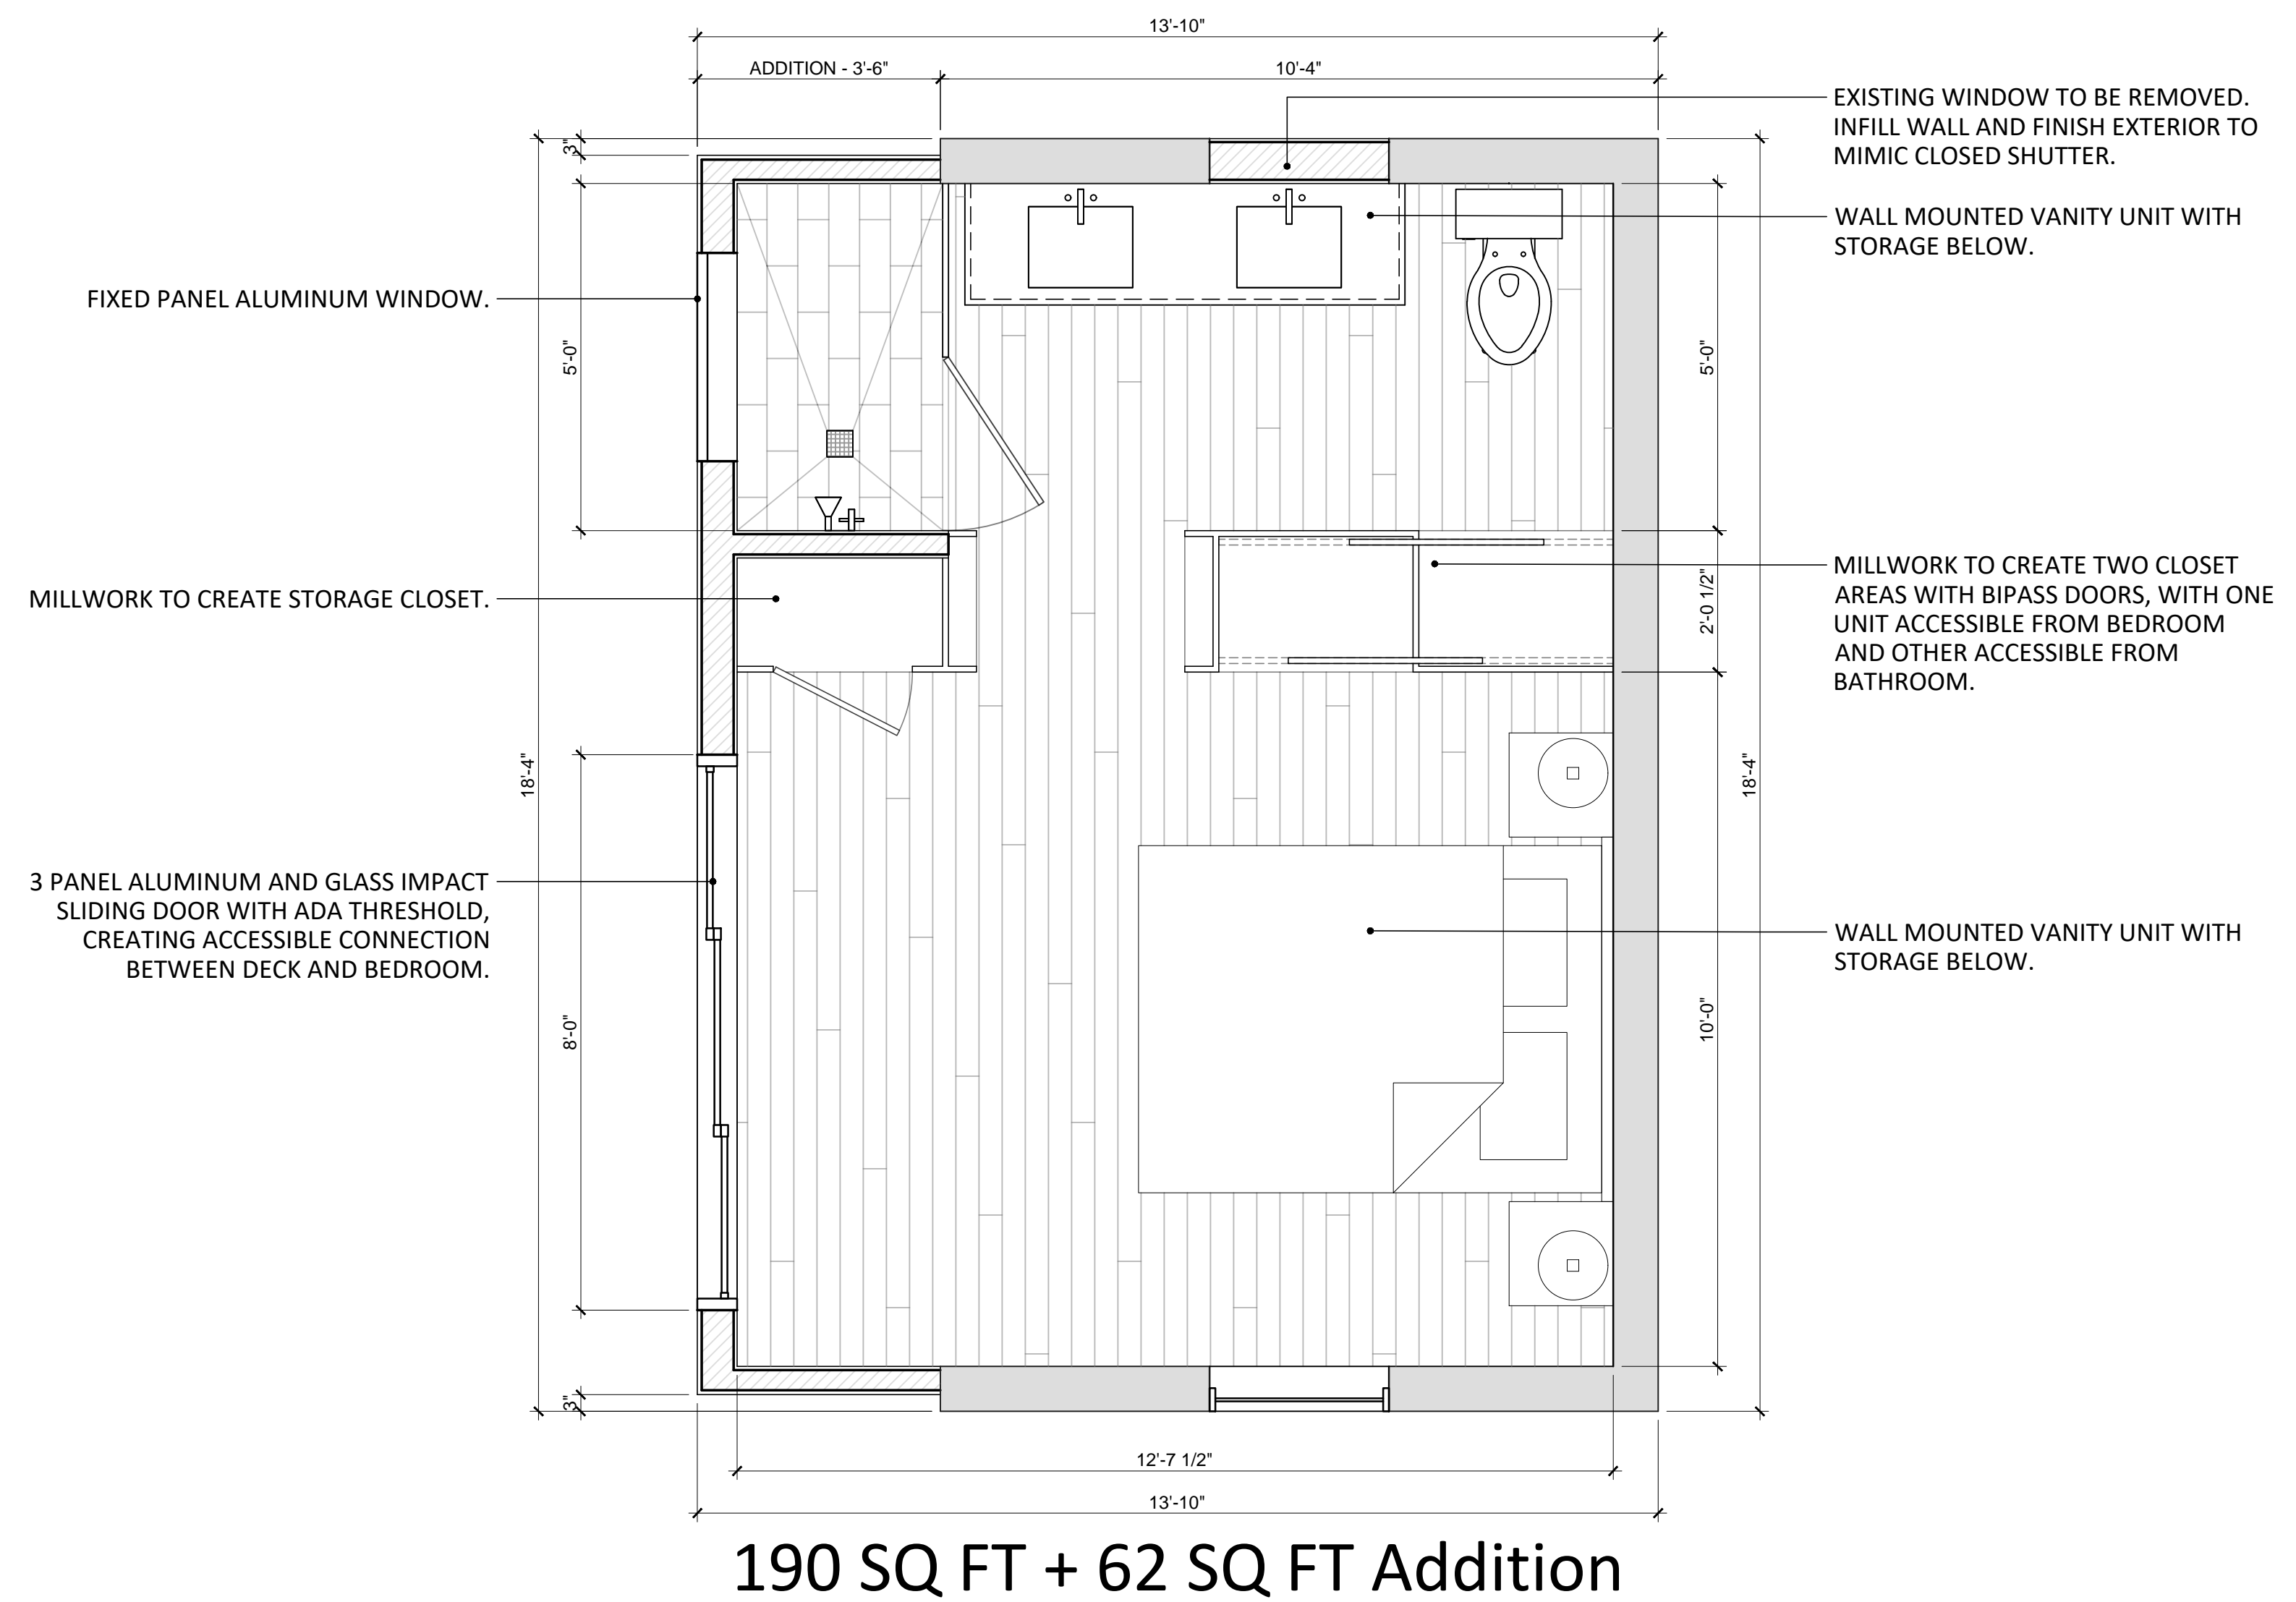 13'-10"
ADDITION - 3'-6"
10'-4"
EXISTING WINDOW TO BE REMOVED.
INFILL WALL AND FINISH EXTERIOR TO
MIMIC CLOSED SHUTTER.
3"
WALL MOUNTED VANITY UNIT WITH
STORAGE BELOW.
FIXED PANEL ALUMINUM WINDOW.
5'-0"
5'-0"
MILLWORK TO CREATE STORAGE CLOSET.
MILLWORK TO CREATE TWO CLOSET
AREAS WITH BIPASS DOORS, WITH ONE
UNIT ACCESSIBLE FROM BEDROOM
AND OTHER ACCESSIBLE FROM
BATHROOM.
2'-0 1/2"
18'-4"
18'-4"
3 PANEL ALUMINUM AND GLASS IMPACT
SLIDING DOOR WITH ADA THRESHOLD,
CREATING ACCESSIBLE CONNECTION
BETWEEN DECK AND BEDROOM.
WALL MOUNTED VANITY UNIT WITH
STORAGE BELOW.
8'-0"
10'-0"
3"
12'-7 1/2"
13'-10"
190 SQ FT + 62 SQ FT Addition